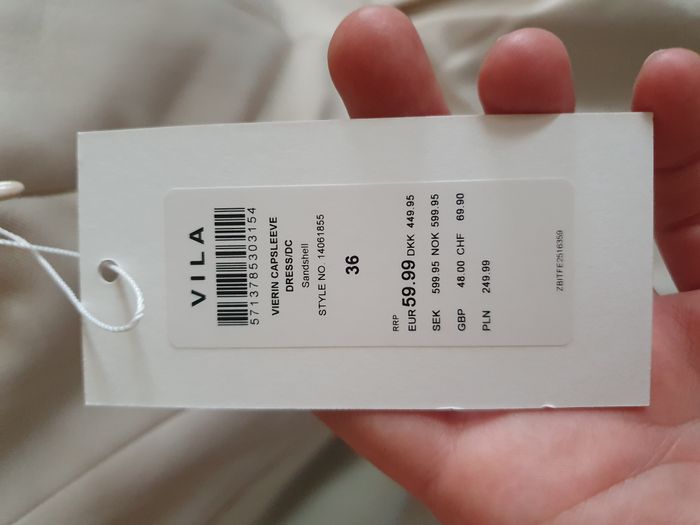 VILA
5713785303154
VIERIN CAPSLEEVE
DRESS/DC
Sandshell
STYLE NO. 14061855
36
RRP
EUR 59.99 DKK 449.95
SEK 599.95 NOK 599.95
GBP 48.00 CHF 69.90
PLN 249.99
ZBITFE2516359